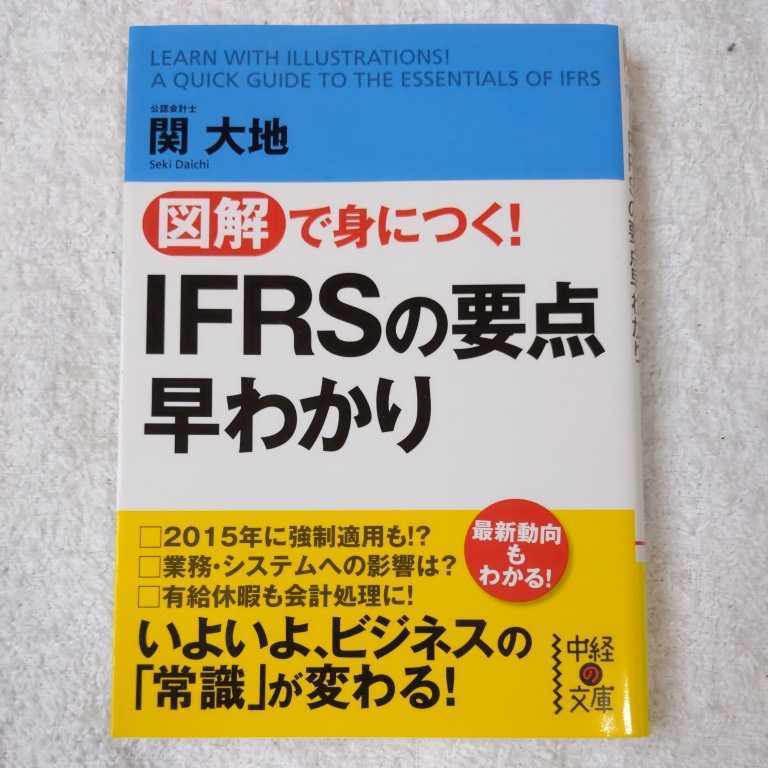 LEARN WITH ILLUSTRATIONS!
A QUICK GUIDE TO THE ESSENTIALS OF IFRS
公認会計士
関 大地
Seki Daichi
図解で身につく!
IFRSの要点
早わかり
□2015年に強制適用も!?
□業務・システムへの影響は?
□有給休暇も会計処理に!
最新動向
も
わかる!
いよいよ、ビジネスの
「常識」が変わる!
中経
の
文庫